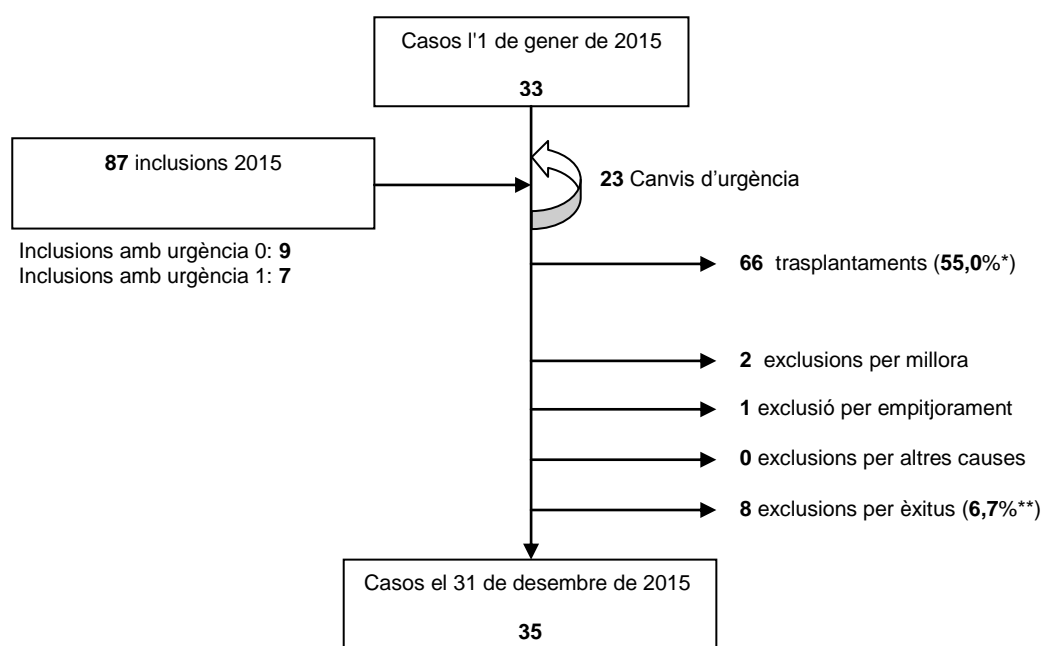 Casos l'1 de gener de 2015
33
87 inclusions 2015
23 Canvis d’urgència
Inclusions amb urgència 0: 9
Inclusions amb urgència 1: 7
66 trasplantaments (55,0%*)
2 exclusions per millora
1 exclusió per empitjorament
0 exclusions per altres causes
8 exclusions per èxitus (6,7%**)
Casos el 31 de desembre de 2015
35